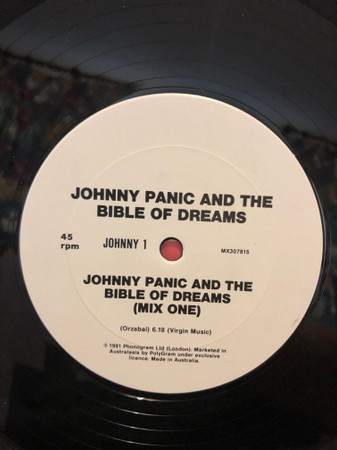 JOHNNY PANIC AND THE
BIBLE OF DREAMS
45
rpm
JOHNNY 1
MX307815
JOHNNY PANIC AND THE
BIBLE OF DREAMS
(MIX ONE)
(Orzabal) 6.18 (Virgin Music)
℗ 1991 Phonogram Ltd (London). Marketed in
Australasia by PolyGram under exclusive
licence. Made in Australia.